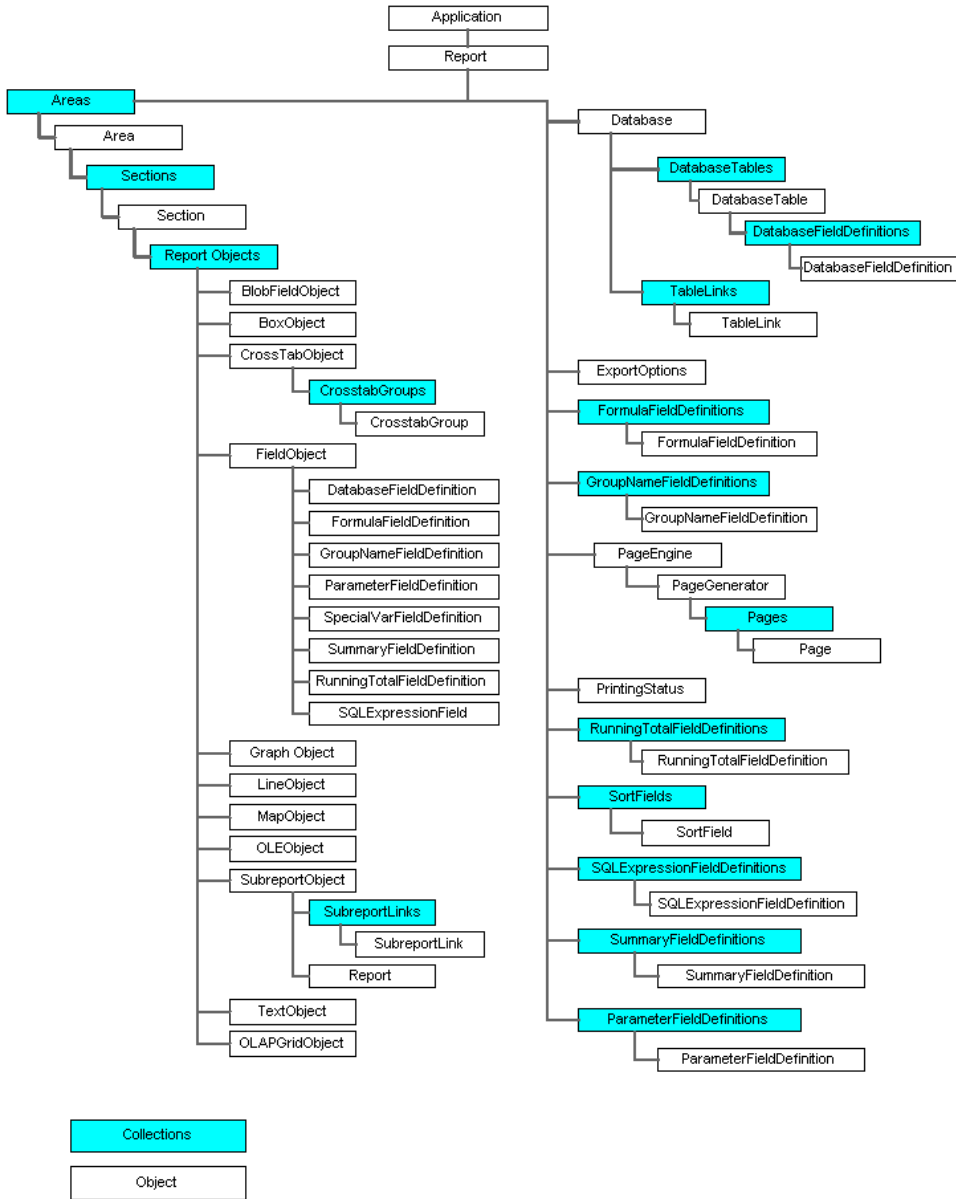 Application
Report
Areas
Area
Sections
Section
Report Objects
BlobFieldObject
BoxObject
CrossTabObject
CrosstabGroups
CrosstabGroup
FieldObject
DatabaseFieldDefinition
FormulaFieldDefinition
GroupNameFieldDefinition
ParameterFieldDefinition
SpecialVarFieldDefinition
SummaryFieldDefinition
RunningTotalFieldDefinition
SQLExpressionField
Graph Object
LineObject
MapObject
OLEObject
SubreportObject
SubreportLinks
SubreportLink
Report
TextObject
OLAPGridObject
Database
DatabaseTables
DatabaseTable
DatabaseFieldDefinitions
DatabaseFieldDefinition
TableLinks
TableLink
ExportOptions
FormulaFieldDefinitions
FormulaFieldDefinition
GroupNameFieldDefinitions
GroupNameFieldDefinition
PageEngine
PageGenerator
Pages
Page
PrintingStatus
RunningTotalFieldDefinitions
RunningTotalFieldDefinition
SortFields
SortField
SQLExpressionFieldDefinitions
SQLExpressionFieldDefinition
SummaryFieldDefinitions
SummaryFieldDefinition
ParameterFieldDefinitions
ParameterFieldDefinition
Collections
Object